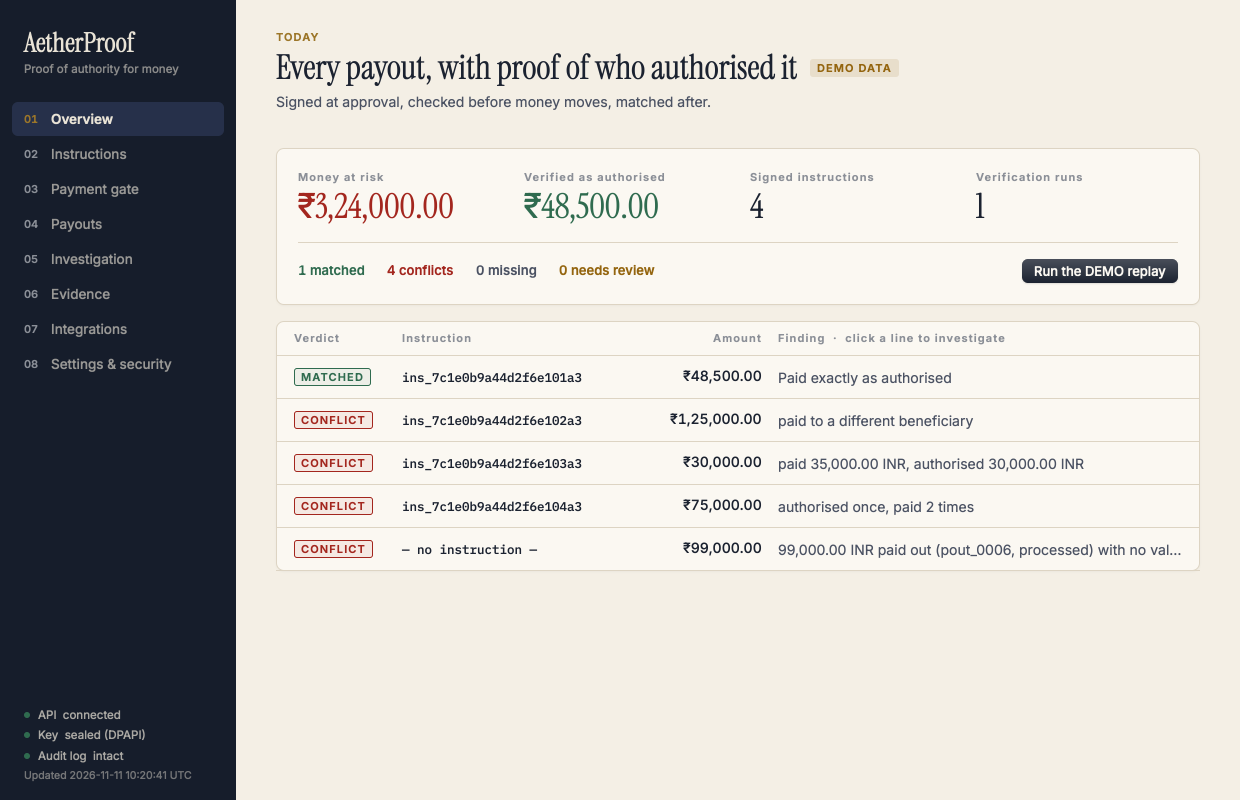 AetherProof
Proof of authority for money
01 Overview
02 Instructions
03 Payment gate
04 Payouts
05 Investigation
06 Evidence
07 Integrations
08 Settings & security
API connected
Key sealed (DPAPI)
Audit log intact
Updated 2026-11-11 10:20:41 UTC
TODAY
Every payout, with proof of who authorised it DEMO DATA
Signed at approval, checked before money moves, matched after.
Money at risk Verified as authorised Signed instructions Verification runs
₹3,24,000.00 ₹48,500.00 4 1
1 matched 4 conflicts 0 missing 0 needs review Run the DEMO replay
Verdict Instruction Amount Finding · click a line to investigate
MATCHED ins_7c1e0b9a44d2f6e101a3 ₹48,500.00 Paid exactly as authorised
CONFLICT ins_7c1e0b9a44d2f6e102a3 ₹1,25,000.00 paid to a different beneficiary
CONFLICT ins_7c1e0b9a44d2f6e103a3 ₹30,000.00 paid 35,000.00 INR, authorised 30,000.00 INR
CONFLICT ins_7c1e0b9a44d2f6e104a3 ₹75,000.00 authorised once, paid 2 times
CONFLICT — no instruction — ₹99,000.00 99,000.00 INR paid out (pout_0006, processed) with no val…